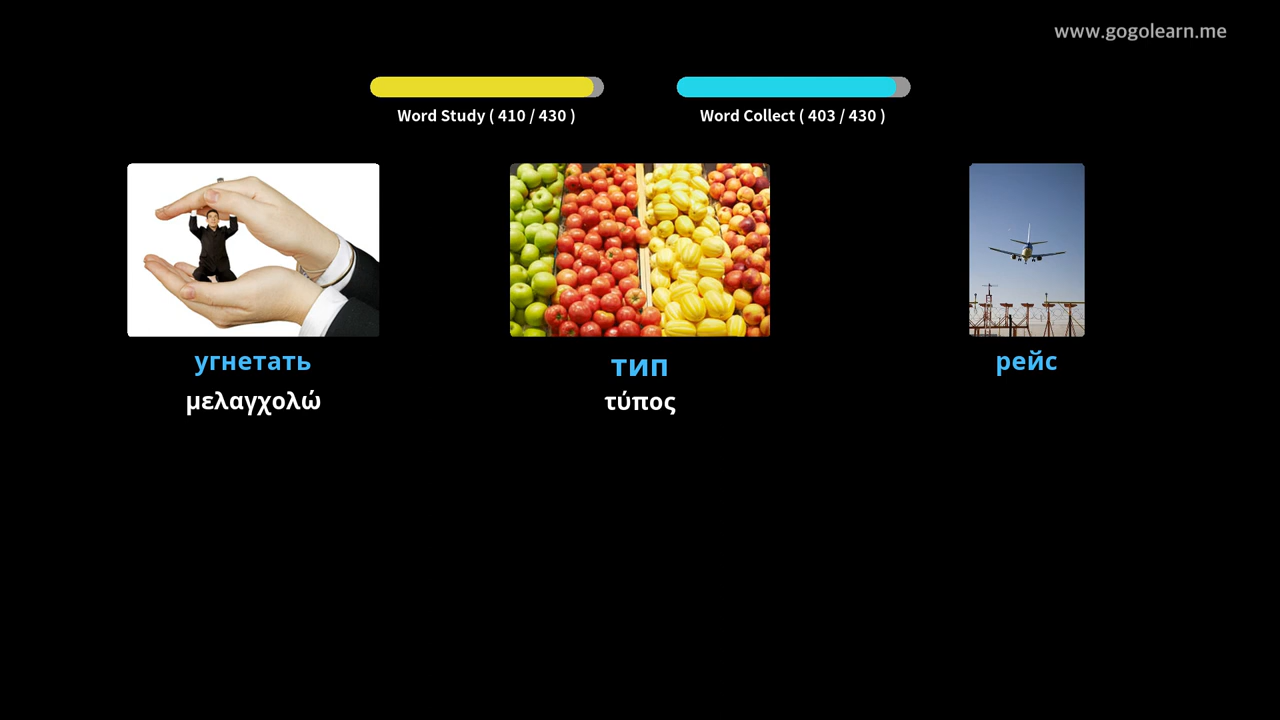 www.gogolearn.me
Word Study ( 410 / 430 )
Word Collect ( 403 / 430 )
угнетать
тип
рейс
μελαγχολώ
τύπος